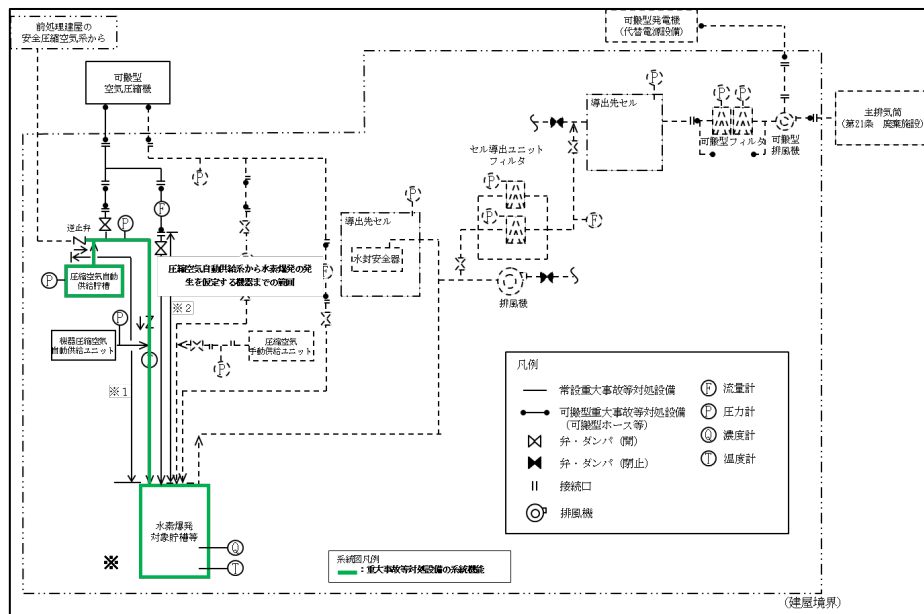 前処理建屋の
安全圧縮空気系から
可搬型発電機
(代替電源設備)
可搬型
空気圧縮機
導出先セル
P
P
P
主排気筒
(第21条 廃棄施設)
可搬型フィルタ
可搬型
排風機
セル導出ユニット
フィルタ
P
P
P
P
F
導出先セル
水封安全器
F
P
F
逆止弁
P
圧縮空気自動
供給貯槽
圧縮空気自動供給系から水素爆発の発
生を仮定する機器までの範囲
※2
排風機
P
機器圧縮空気
自動供給ユニット
圧縮空気
手動供給ユニット
P
※1
凡例
常設重大事故等対処設備
可搬型重大事故等対処設備
(可搬型ホース等)
弁・ダンパ(開)
弁・ダンパ(閉止)
接続口
排風機
F 流量計
P 圧力計
Q 濃度計
T 温度計
水素爆発
対象貯槽等
Q
T
※
系統図凡例
:重大事故等対処設備の系統機能
(建屋境界)